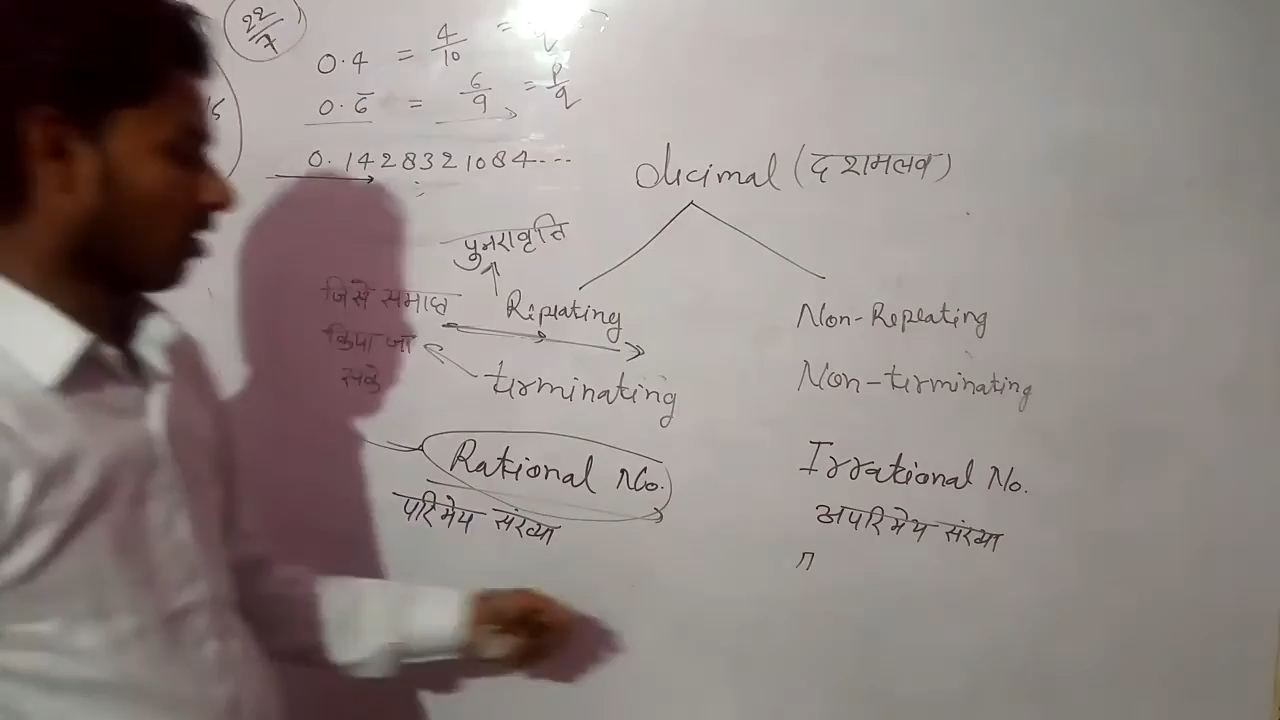 22/7
0.4 = 4/10 =
0.6̅ = 6/9 = p/q
0.1428321084...
decimal (दशमलव)
पुनरावृत्ति
जिसे समाप्त
किया जा
सके
Repeating
terminating
Rational No.
परिमेय संख्या
Non-Repeating
Non-terminating
Irrational No.
अपरिमेय संख्या
π